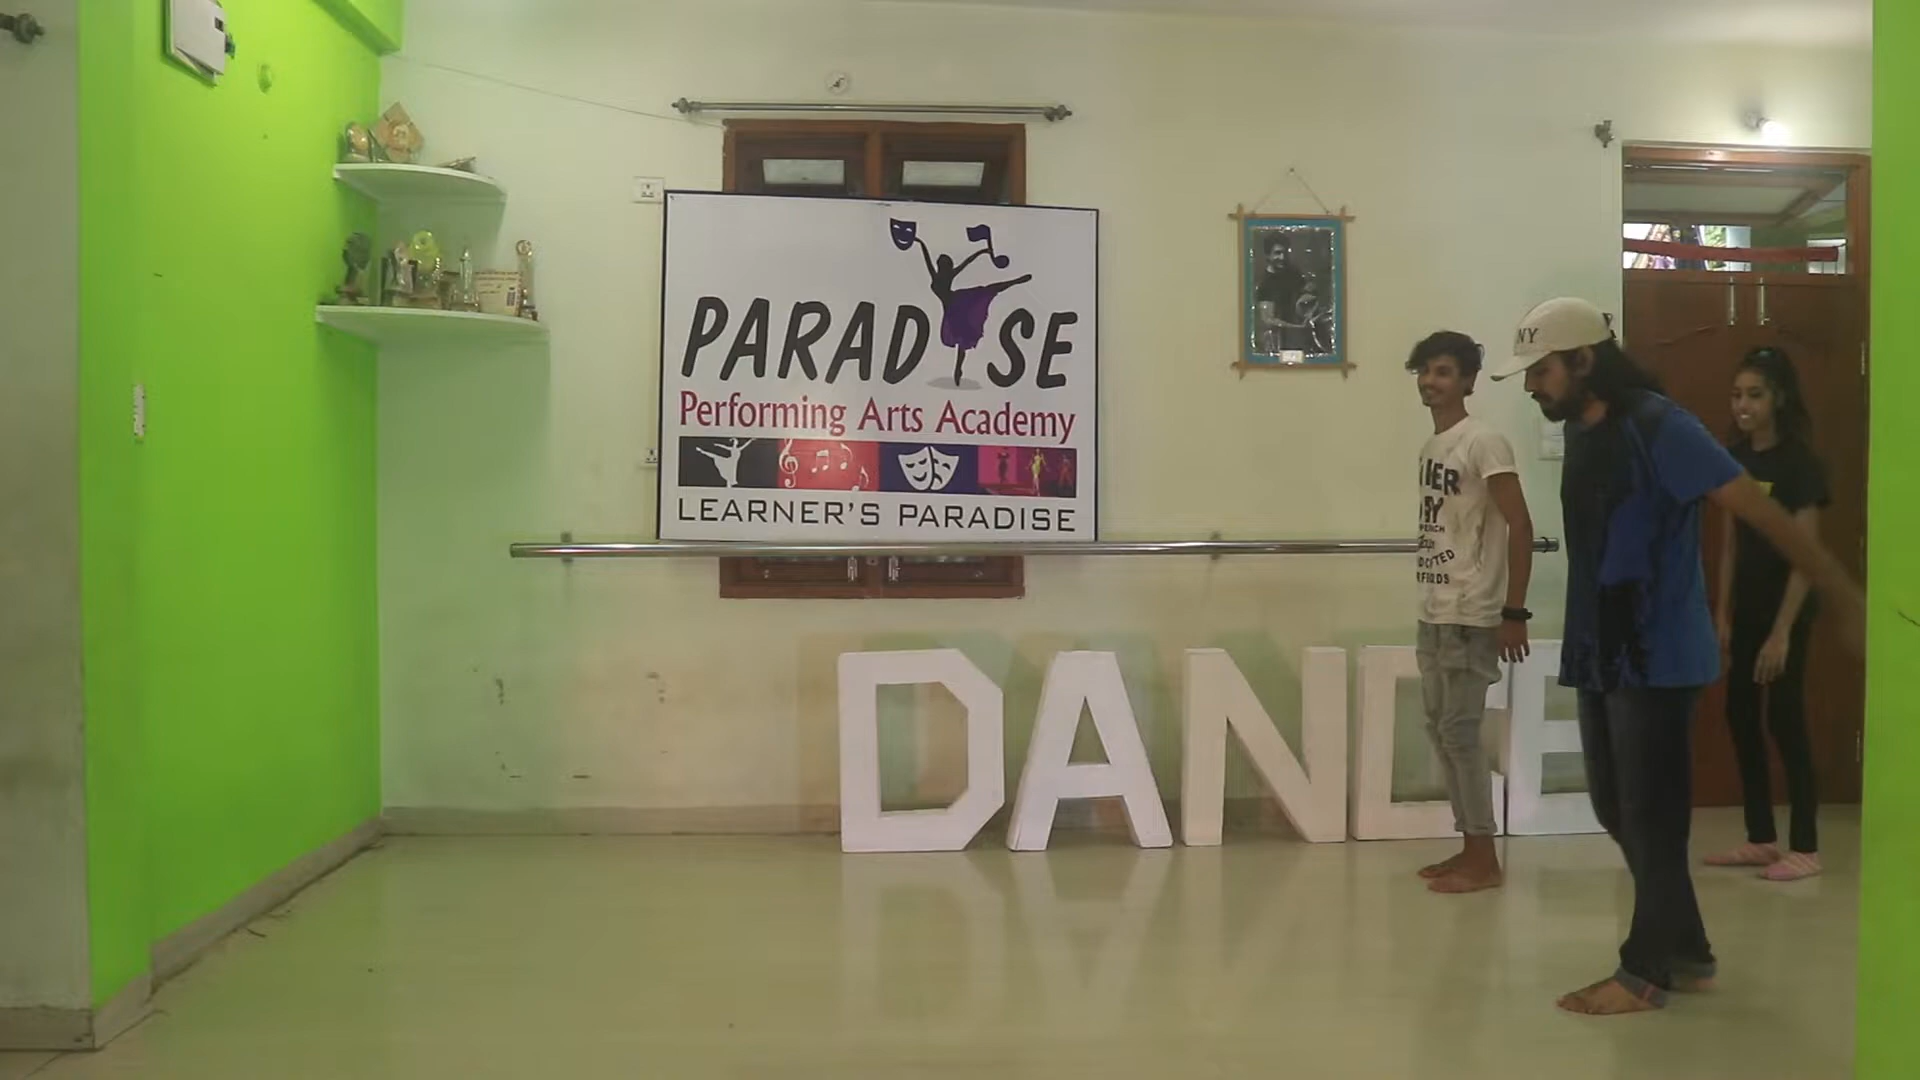 PARADISE
Performing Arts Academy
LEARNER'S PARADISE
NY
DANCE